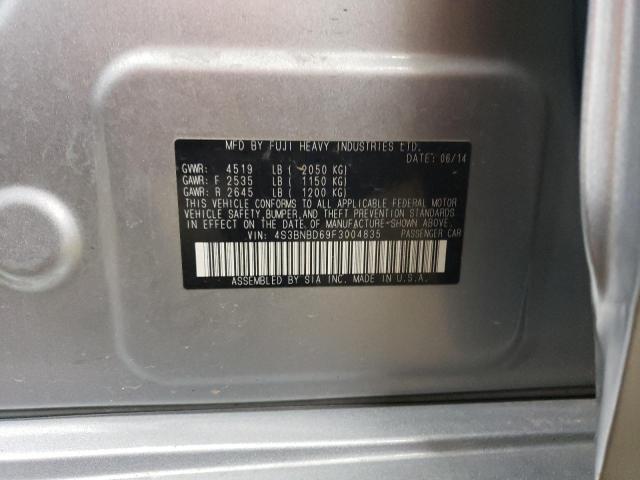 MFD BY FUJI HEAVY INDUSTRIES LTD.
DATE: 06/14
GVWR: 4519 LB ( 2050 KG)
GAWR: F 2535 LB ( 1150 KG)
GAWR: R 2645 LB ( 1200 KG)
THIS VEHICLE CONFORMS TO ALL APPLICABLE FEDERAL MOTOR
VEHICLE SAFETY, BUMPER, AND THEFT PREVENTION STANDARDS
IN EFFECT ON THE DATE OF MANUFACTURE SHOWN ABOVE.
VIN: 4S3BNBD69F3004835 PASSENGER CAR
ASSEMBLED BY SIA INC. MADE IN U.S.A.